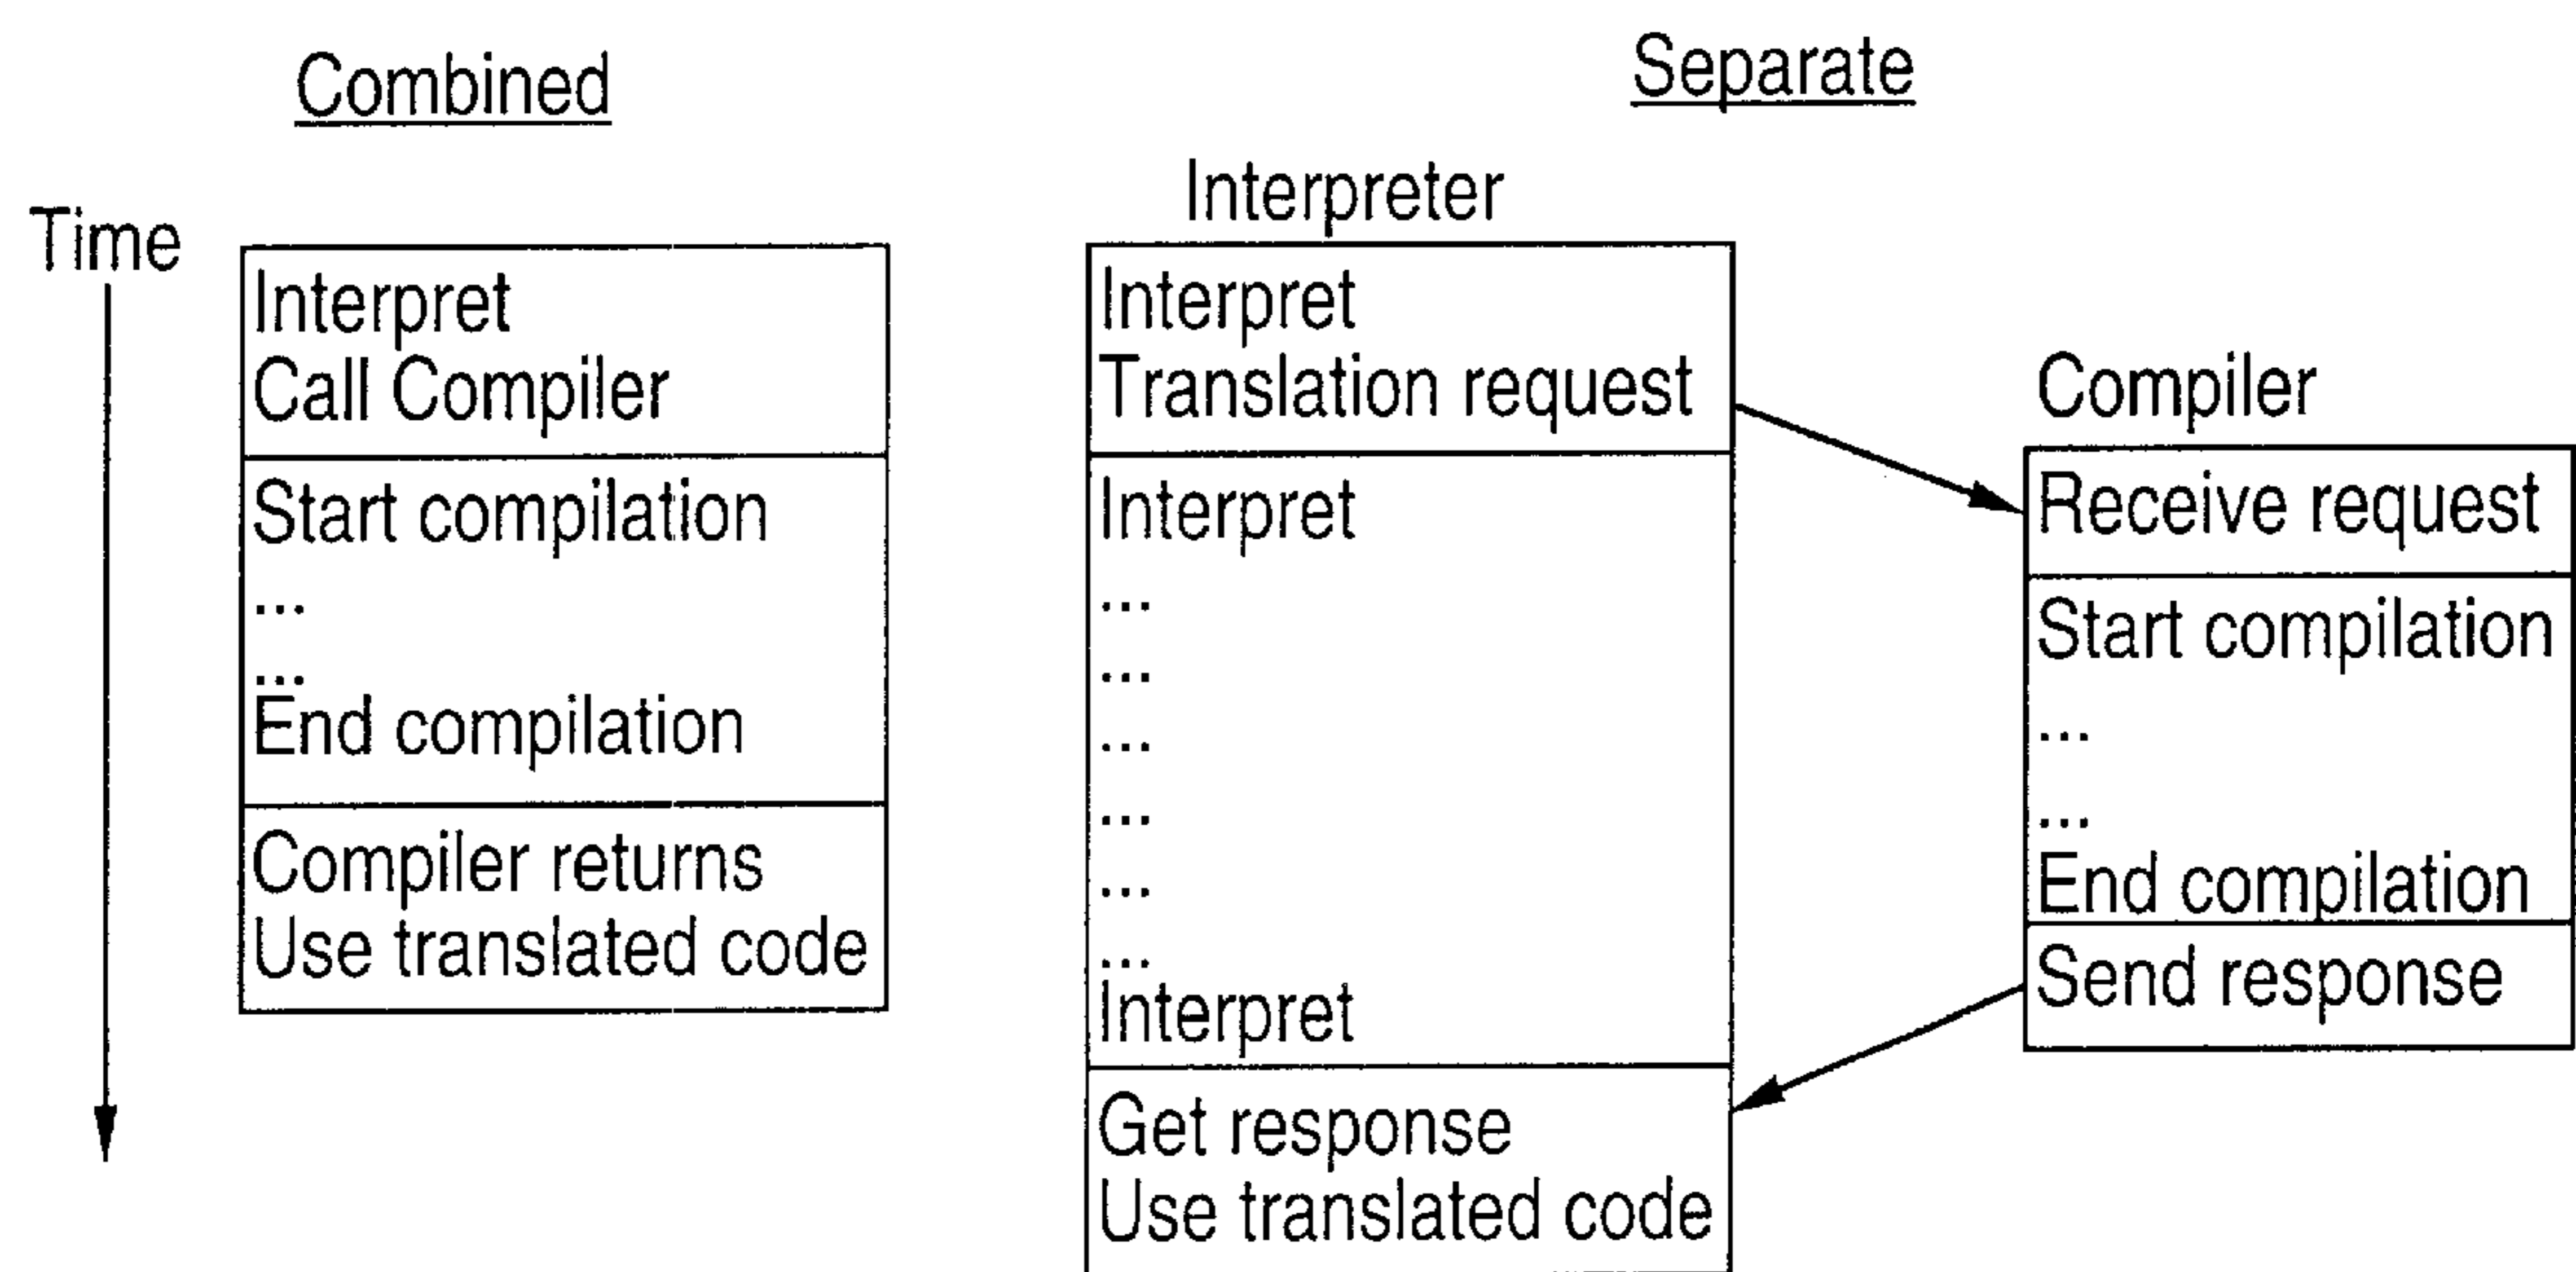 Combined
Separate
Time
Interpret
Call Compiler
Start compilation
...
...
End compilation
Compiler returns
Use translated code
Interpreter
Interpret
Translation request
Interpret
...
...
...
...
...
...
Interpret
Get response
Use translated code
Compiler
Receive request
Start compilation
...
...
End compilation
Send response